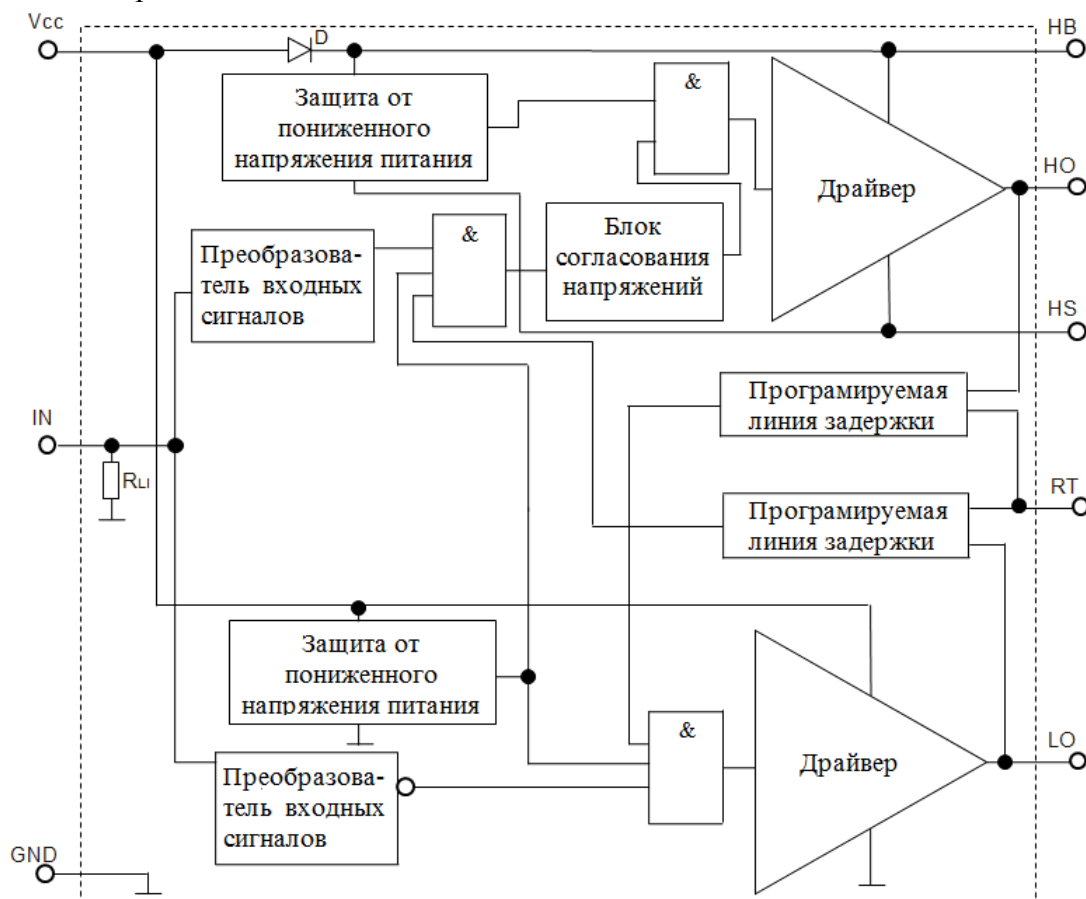 Vcc
D
HB
Защита от
пониженного
напряжения питания
&
Драйвер
HO
Преобразова-
тель входных
сигналов
&
Блок
согласования
напряжений
HS
Програмируемая
линия задержки
IN
RLI
RT
Програмируемая
линия задержки
Защита от
пониженного
напряжения питания
&
Драйвер
LO
Преобразова-
тель входных
сигналов
GND